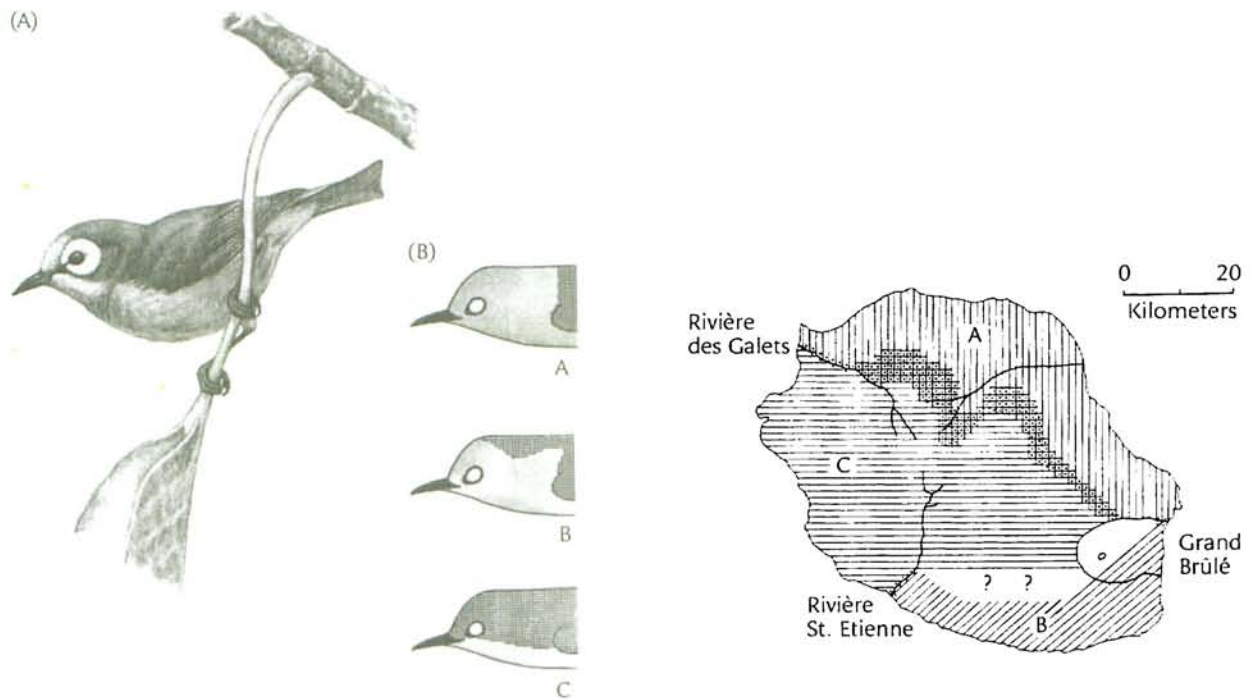 (A)
(B)
A
B
C
0 20
Kilometers
Rivière
des Galets
A
C
Grand
Brûlé
? ?
Rivière
St. Etienne
B